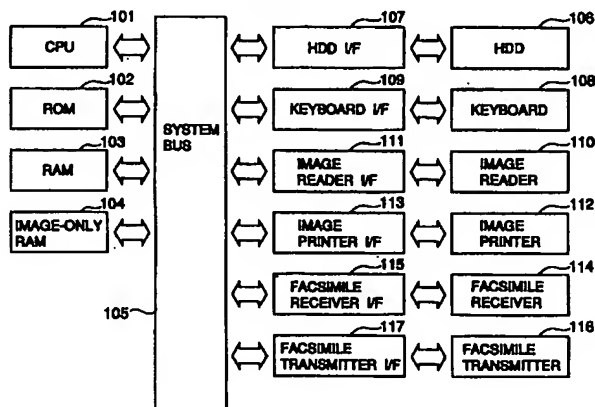 101
CPU
102
ROM
103
RAM
104
IMAGE-ONLY
RAM
105
SYSTEM
BUS
107
HDD I/F
106
HDD
109
KEYBOARD I/F
108
KEYBOARD
111
IMAGE
READER I/F
110
IMAGE
READER
113
IMAGE
PRINTER I/F
112
IMAGE
PRINTER
115
FACSIMILE
RECEIVER I/F
114
FACSIMILE
RECEIVER
117
FACSIMILE
TRANSMITTER I/F
116
FACSIMILE
TRANSMITTER